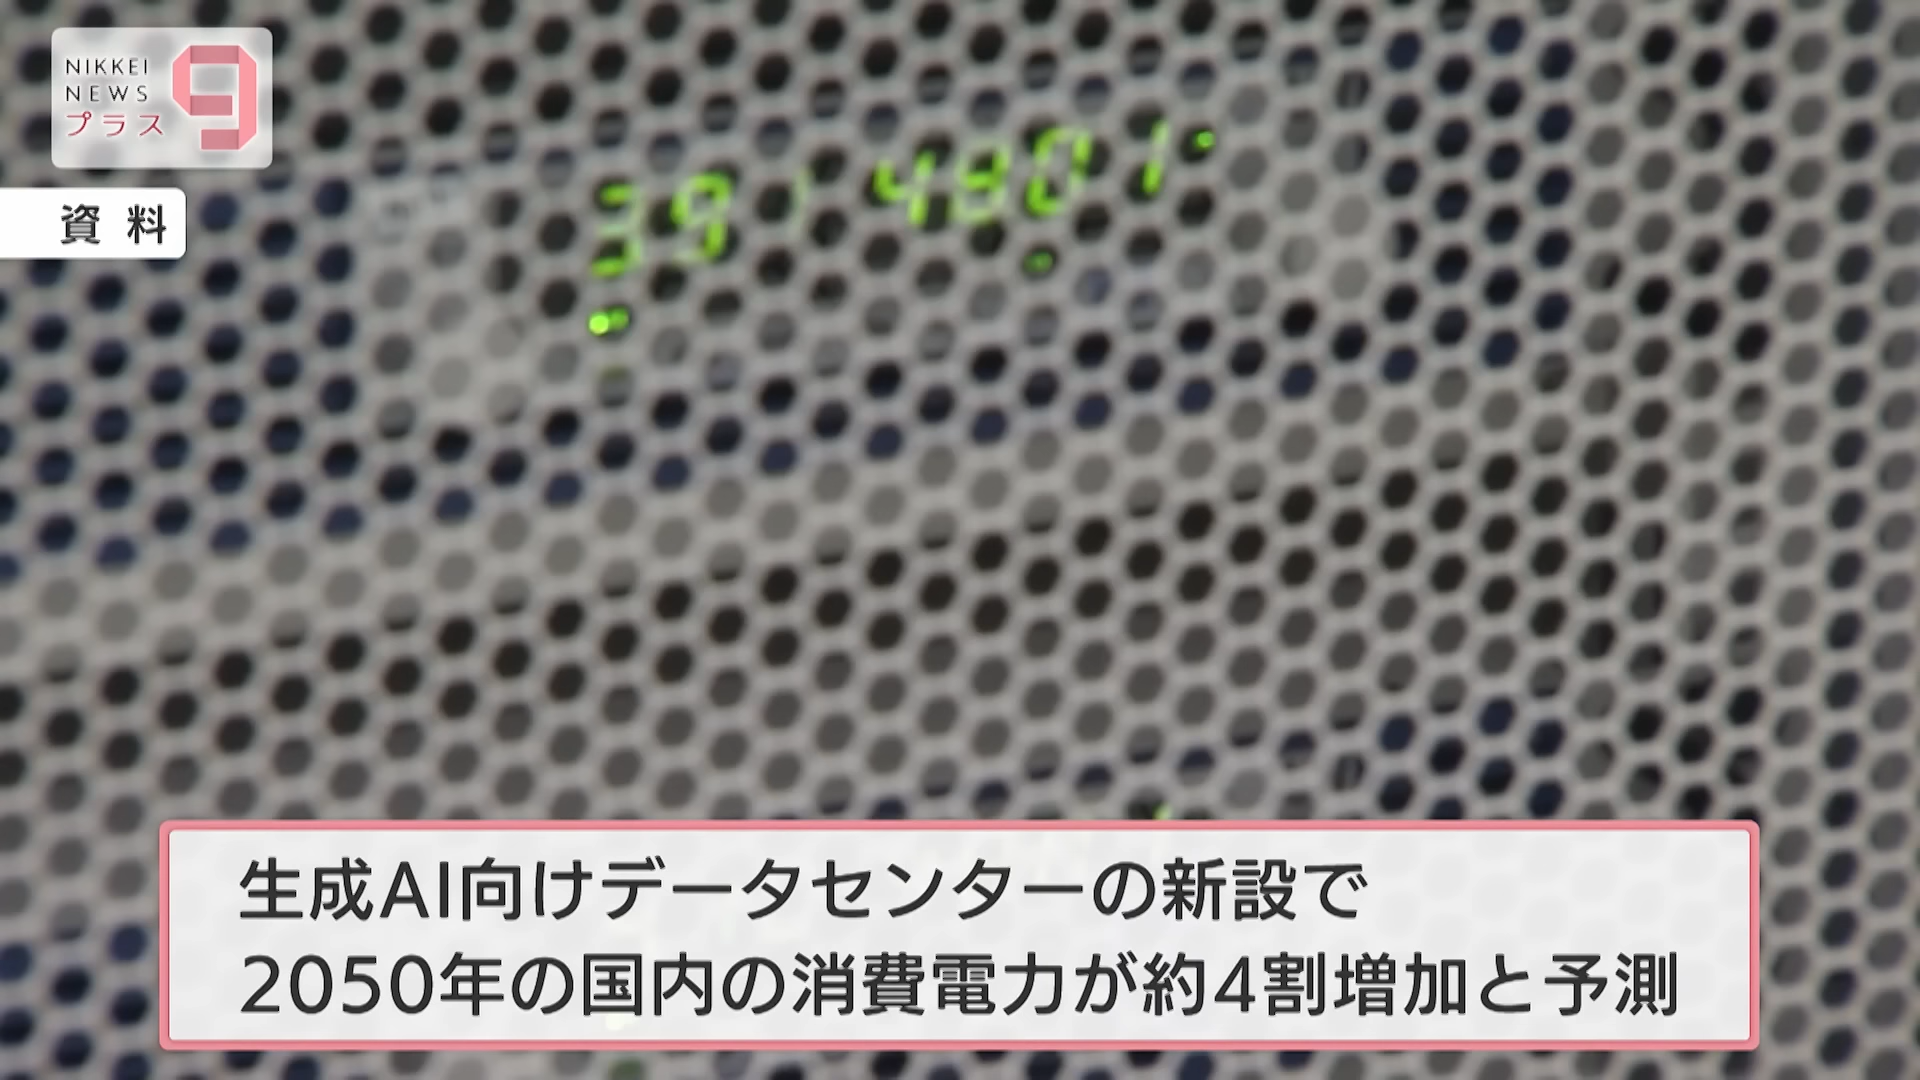 NIKKEI
NEWS
プラス
9
資料
39 4801
生成AI向けデータセンターの新設で
2050年の国内の消費電力が約4割増加と予測